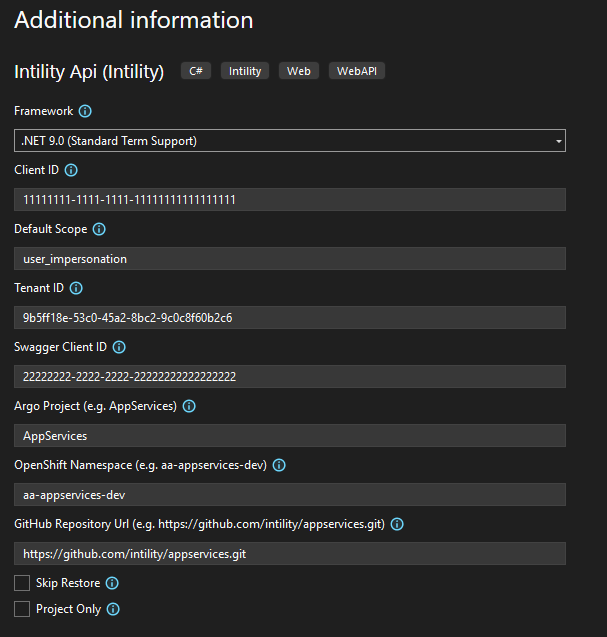 Additional information
Intility Api (Intility) C# Intility Web WebAPI
Framework
.NET 9.0 (Standard Term Support)
Client ID
11111111-1111-1111-11111111111111111
Default Scope
user_impersonation
Tenant ID
9b5ff18e-53c0-45a2-8bc2-9c0c8f60b2c6
Swagger Client ID
22222222-2222-2222-22222222222222222
Argo Project (e.g. AppServices)
AppServices
OpenShift Namespace (e.g. aa-appservices-dev)
aa-appservices-dev
GitHub Repository Url (e.g. https://github.com/intility/appservices.git)
https://github.com/intility/appservices.git
Skip Restore
Project Only